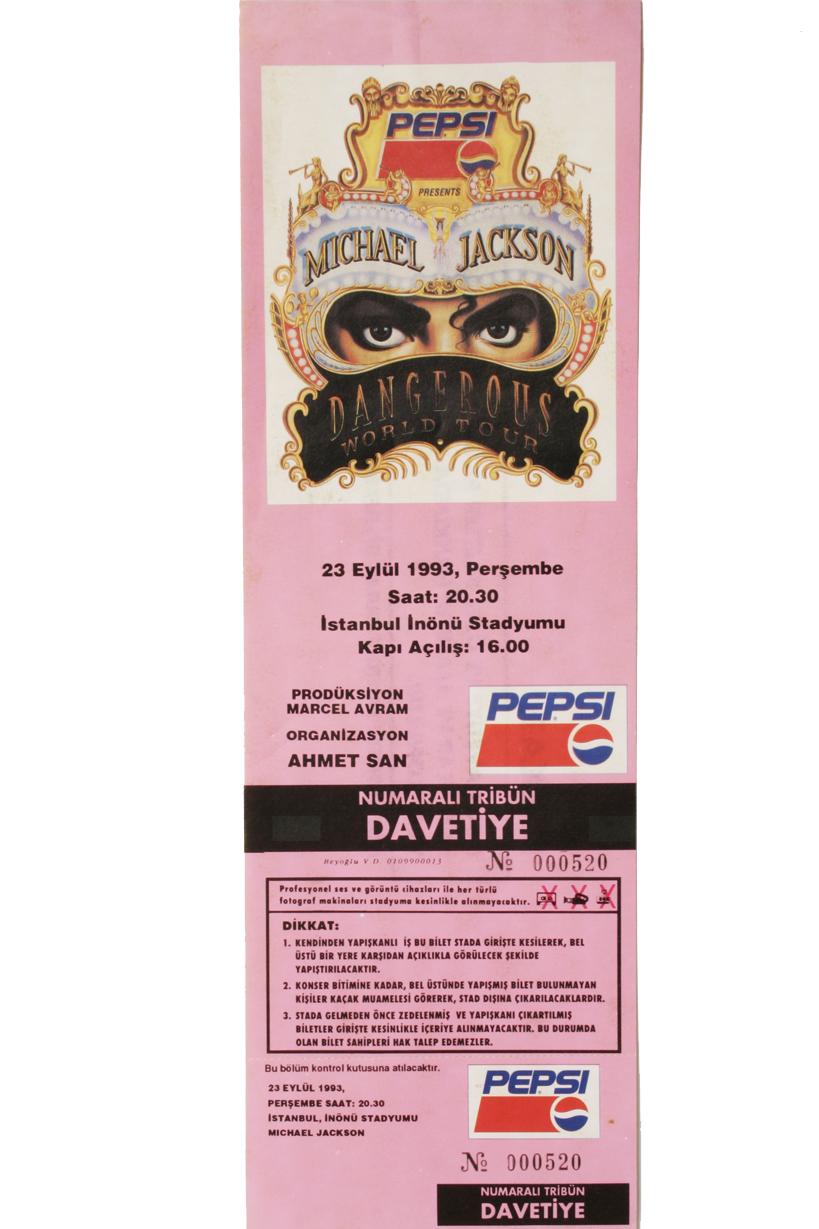 PEPSI
PRESENTS
MICHAEL JACKSON
DANGEROUS
WORLD TOUR
23 Eylül 1993, Perşembe
Saat: 20.30
İstanbul İnönü Stadyumu
Kapı Açılış: 16.00
PRODÜKSİYON
MARCEL AVRAM
ORGANİZASYON
AHMET SAN
PEPSI
NUMARALI TRİBÜN
DAVETİYE
Beyoğlu V.D. 0109900013
№ 000520
Profesyonel ses ve görüntü cihazları ile her türlü
fotograf makinaları stadyuma kesinlikle alınmayacaktır.
DİKKAT:
1. KENDİNDEN YAPIŞKANLI İŞ BU BİLET STADA GİRİŞTE KESİLEREK, BEL
ÜSTÜ BİR YERE KARŞIDAN AÇIKLIKLA GÖRÜLECEK ŞEKİLDE
YAPIŞTIRILACAKTIR.
2. KONSER BİTİMİNE KADAR, BEL ÜSTÜNDE YAPIŞMIŞ BİLET BULUNMAYAN
KİŞİLER KAÇAK MUAMELESİ GÖREREK, STAD DIŞINA ÇIKARILACAKLARDIR.
3. STADA GELMEDEN ÖNCE ZEDELENMİŞ VE YAPIŞKANI ÇIKARTILMIŞ
BİLETLER GİRİŞTE KESİNLİKLE İÇERİYE ALINMAYACAKTIR. BU DURUMDA
OLAN BİLET SAHİPLERİ HAK TALEP EDEMEZLER.
Bu bölüm kontrol kutusuna atılacaktır.
23 EYLÜL 1993,
PERŞEMBE SAAT: 20.30
İSTANBUL, İNÖNÜ STADYUMU
MICHAEL JACKSON
PEPSI
№ 000520
NUMARALI TRİBÜN
DAVETİYE